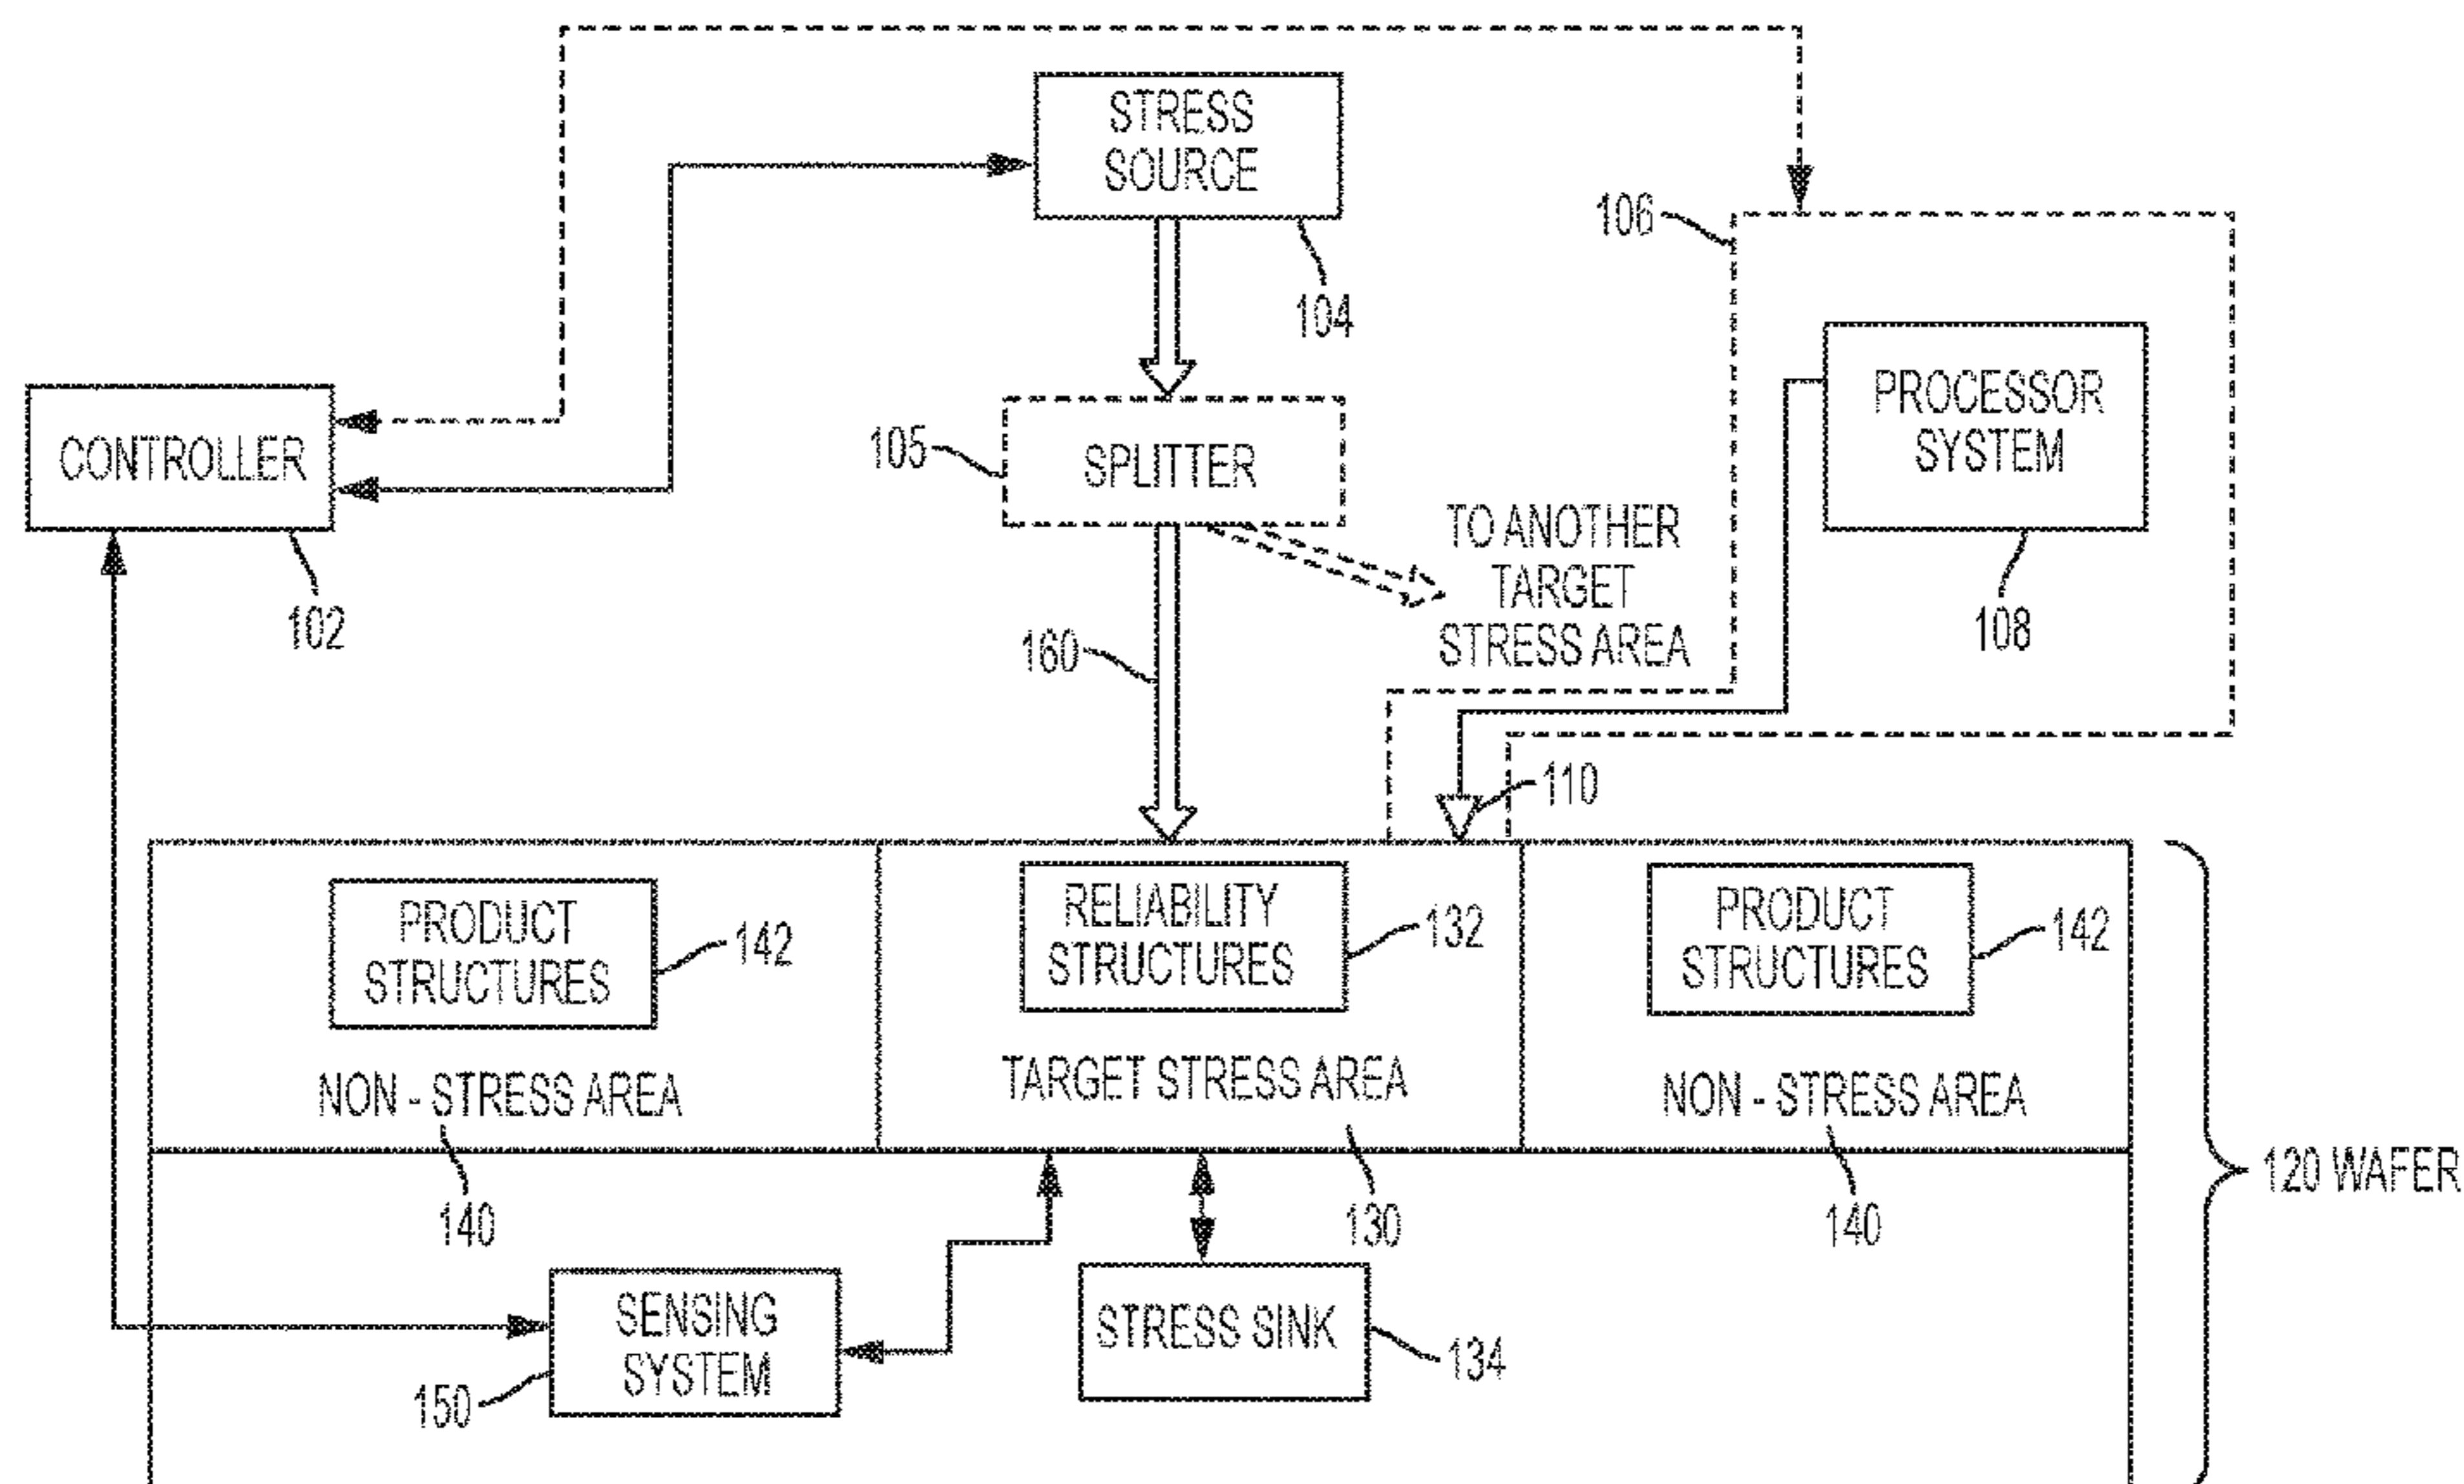 STRESS
SOURCE
104
106
CONTROLLER
102
105
SPLITTER
TO ANOTHER
TARGET
STRESS AREA
PROCESSOR
SYSTEM
108
160
110
PRODUCT
STRUCTURES
142
RELIABILITY
STRUCTURES
132
PRODUCT
STRUCTURES
142
NON - STRESS AREA
140
TARGET STRESS AREA
130
NON - STRESS AREA
140
120 WAFER
SENSING
SYSTEM
150
STRESS SINK
134